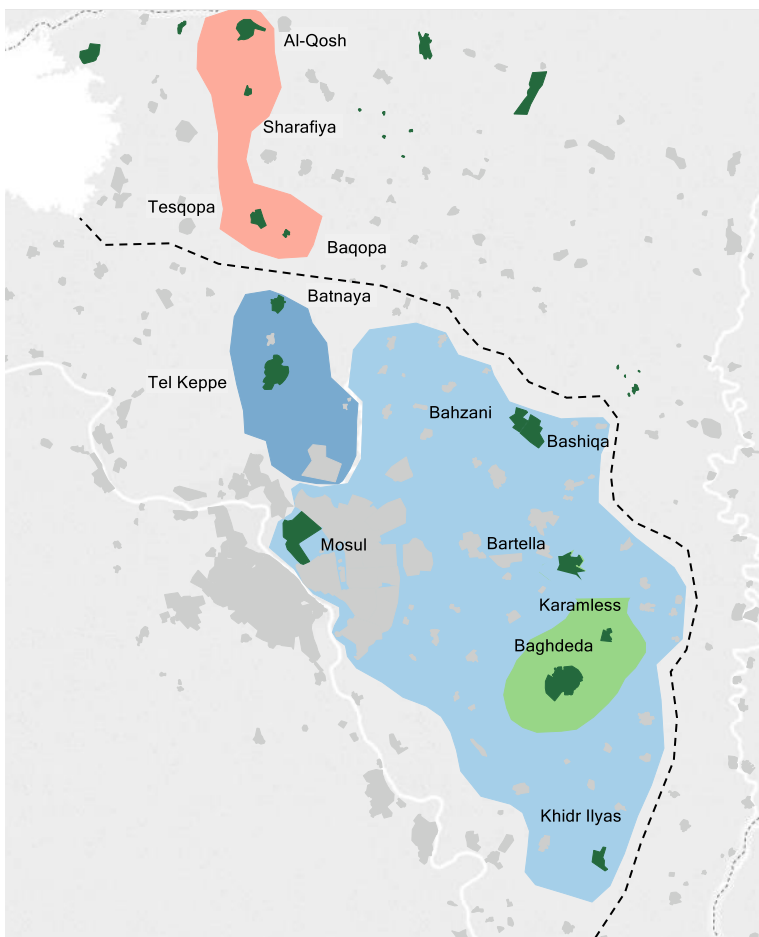 Al-Qosh
Sharafiya
Tesqopa
Baqopa
Batnaya
Tel Keppe
Bahzani
Bashiqa
Mosul
Bartella
Karamless
Baghdeda
Khidr Ilyas